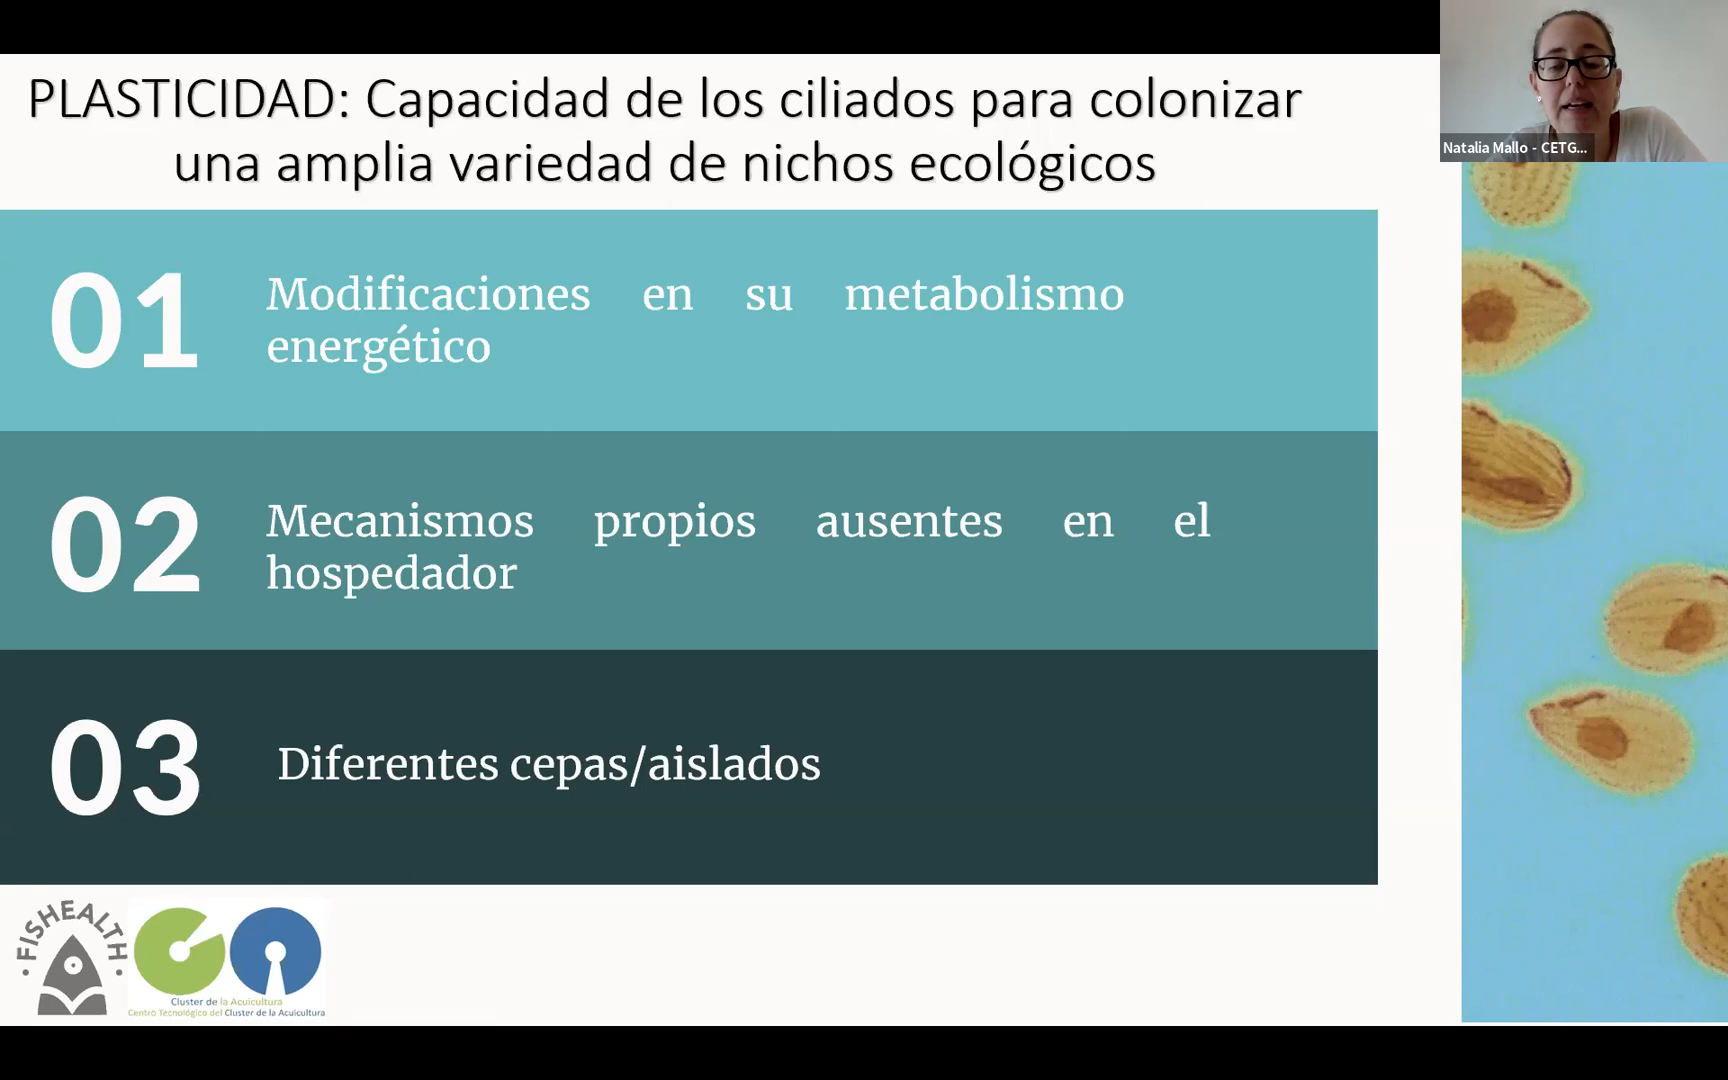 PLASTICIDAD: Capacidad de los ciliados para colonizar
una amplia variedad de nichos ecológicos
Natalia Mallo - CETG...
01
Modificaciones en su metabolismo
energético
02
Mecanismos propios ausentes en el
hospedador
03
Diferentes cepas/aislados
· FISHEALTH ·
Cluster de la Acuicultura
Centro Tecnológico del Cluster de la Acuicultura